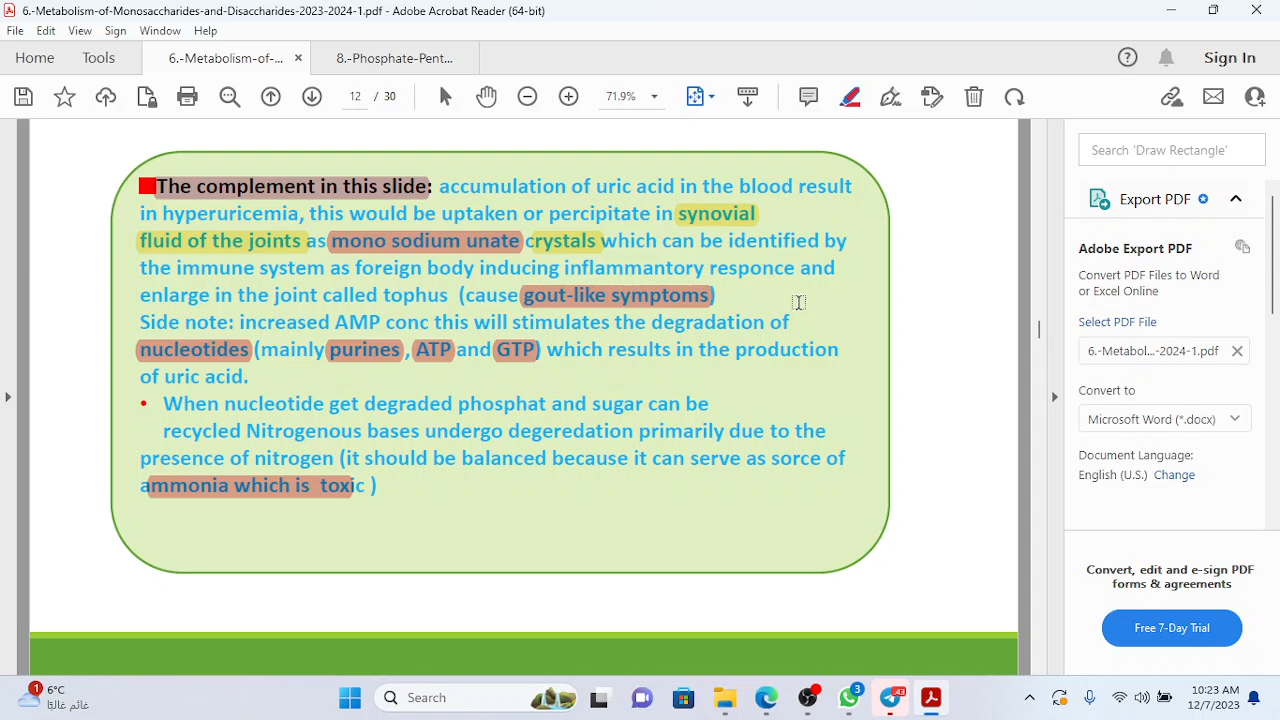 6.-Metabolism-of-Monosaccharides-and-Disaccharides-2023-2024-1.pdf - Adobe Acrobat Reader (64-bit)
File Edit View Sign Window Help
Home Tools 6.-Metabolism-of-... × 8.-Phosphate-Pent... Sign In
12 / 30 71.9%
The complement in this slide: accumulation of uric acid in the blood result
in hyperuricemia, this would be uptaken or percipitate in synovial
fluid of the joints as mono sodium unate crystals which can be identified by
the immune system as foreign body inducing inflammantory responce and
enlarge in the joint called tophus (cause gout-like symptoms)
Side note: increased AMP conc this will stimulates the degradation of
nucleotides (mainly purines , ATP and GTP) which results in the production
of uric acid.
• When nucleotide get degraded phosphat and sugar can be
recycled Nitrogenous bases undergo degeredation primarily due to the
presence of nitrogen (it should be balanced because it can serve as sorce of
ammonia which is toxic )
Search 'Draw Rectangle'
Export PDF
Adobe Export PDF
Convert PDF Files to Word
or Excel Online
Select PDF File
6.-Metabol...-2024-1.pdf
Convert to
Microsoft Word (*.docx)
Document Language:
English (U.S.) Change
Convert, edit and e-sign PDF
forms & agreements
Free 7-Day Trial
1
6°C
غائم غالبًا
Search
3
43
10:23 AM
12/7/2023